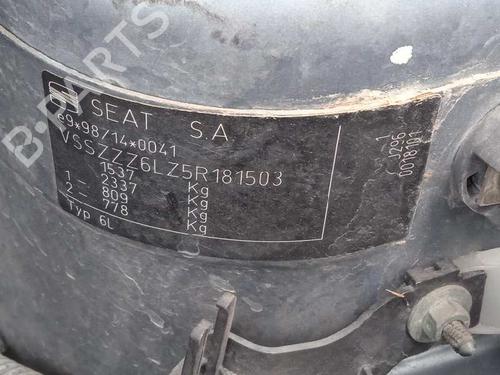 B-PARTS
SEAT S.A
e9*98/14*0041
VSSZZZ6LZ5R181503
1537 Kg
1- 2337 Kg
2- 809 Kg
778 Kg
Typ 6L